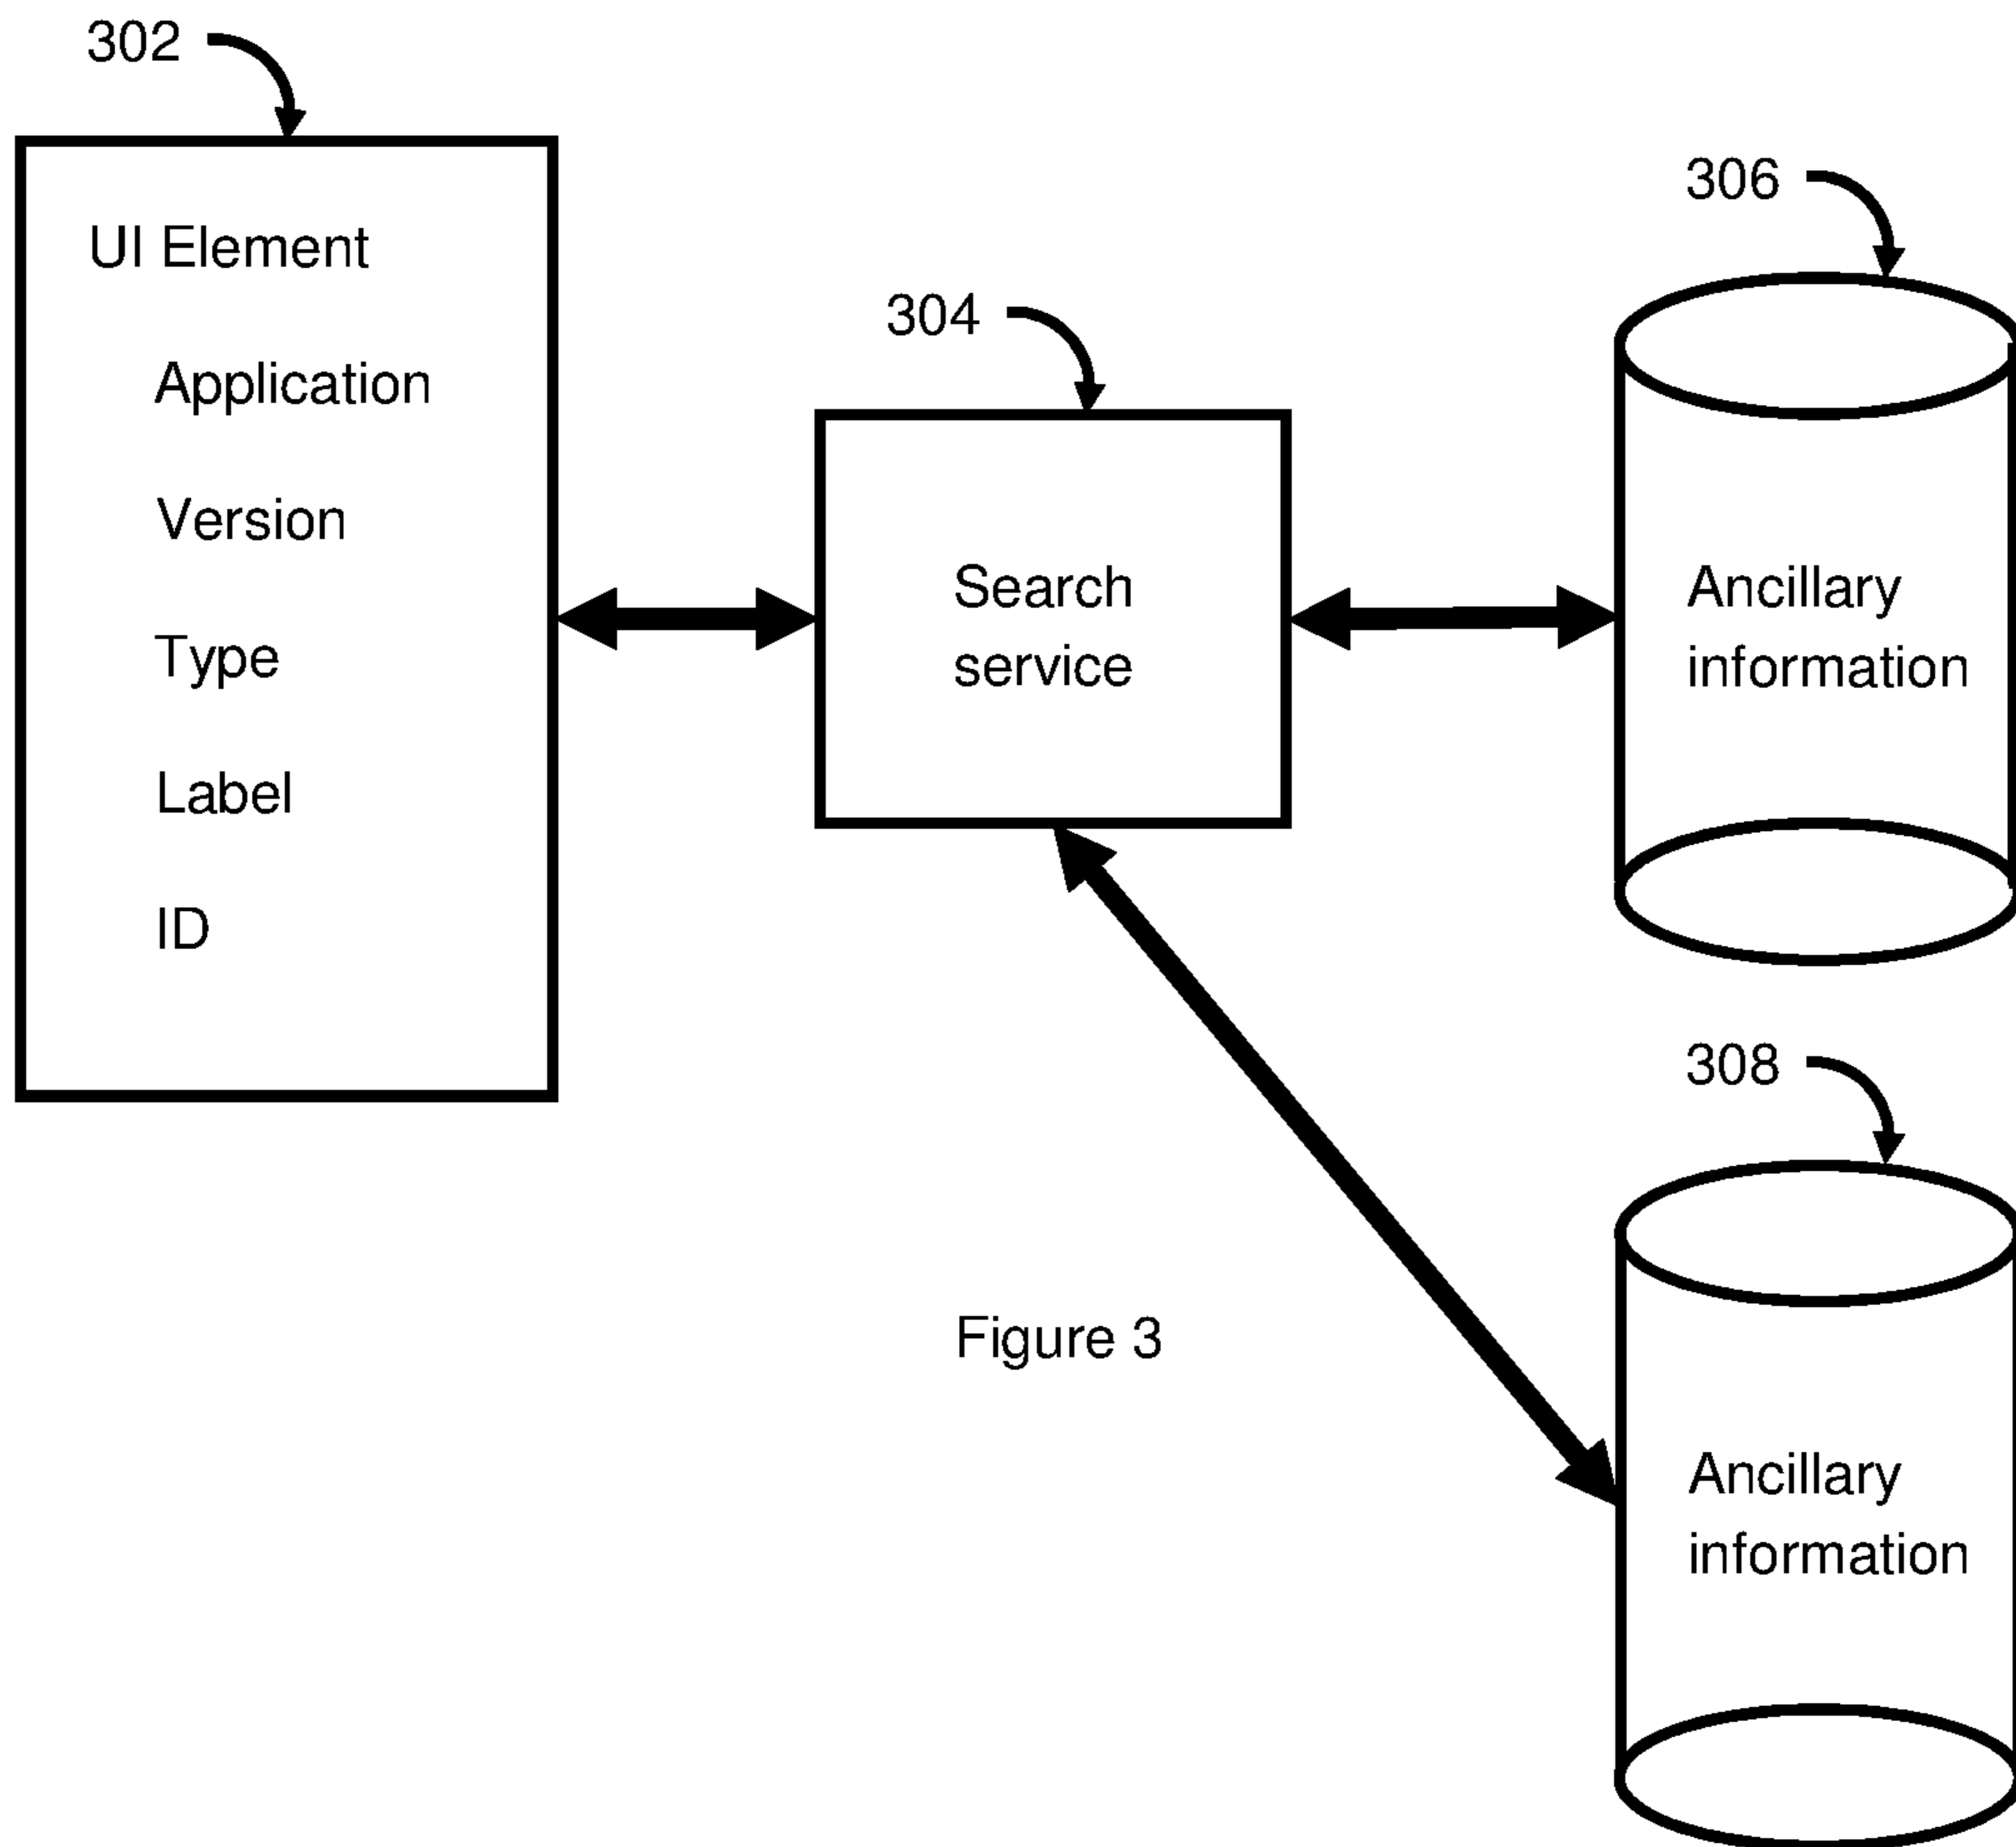 302
UI Element
Application
Version
Type
Label
ID
304
Search
service
306
Ancillary
information
308
Ancillary
information
Figure 3